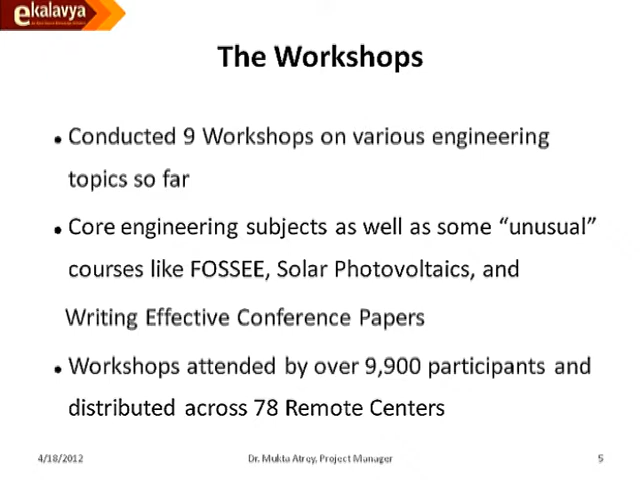 ekalavya
The Workshops
• Conducted 9 Workshops on various engineering
topics so far
• Core engineering subjects as well as some “unusual”
courses like FOSSEE, Solar Photovoltaics, and
Writing Effective Conference Papers
• Workshops attended by over 9,900 participants and
distributed across 78 Remote Centers
4/18/2012 Dr. Mukta Atrey, Project Manager 5